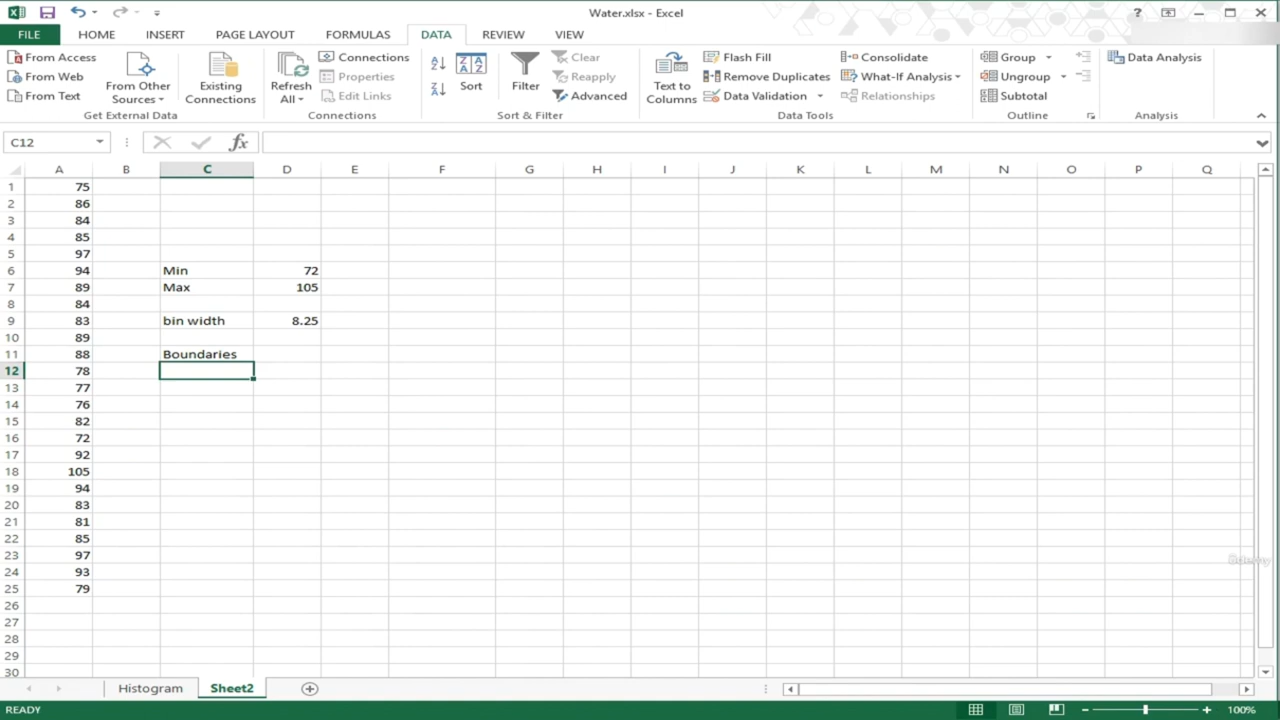 Water.xlsx - Excel
FILE HOME INSERT PAGE LAYOUT FORMULAS DATA REVIEW VIEW
From Access
From Web
From Text
From Other Sources
Existing Connections
Get External Data
Refresh All
Connections
Properties
Edit Links
Connections
Sort
Filter
Clear
Reapply
Advanced
Sort & Filter
Text to Columns
Flash Fill
Remove Duplicates
Data Validation
Consolidate
What-If Analysis
Relationships
Data Tools
Group
Ungroup
Subtotal
Outline
Data Analysis
Analysis
C12 fx
A B C D E F G H I J K L M N O P Q
1 75
2 86
3 84
4 85
5 97
6 94 Min 72
7 89 Max 105
8 84
9 83 bin width 8.25
10 89
11 88 Boundaries
12 78
13 77
14 76
15 82
16 72
17 92
18 105
19 94
20 83
21 81
22 85
23 97
24 93
25 79
26
27
28
29
30
Histogram Sheet2
READY 100%